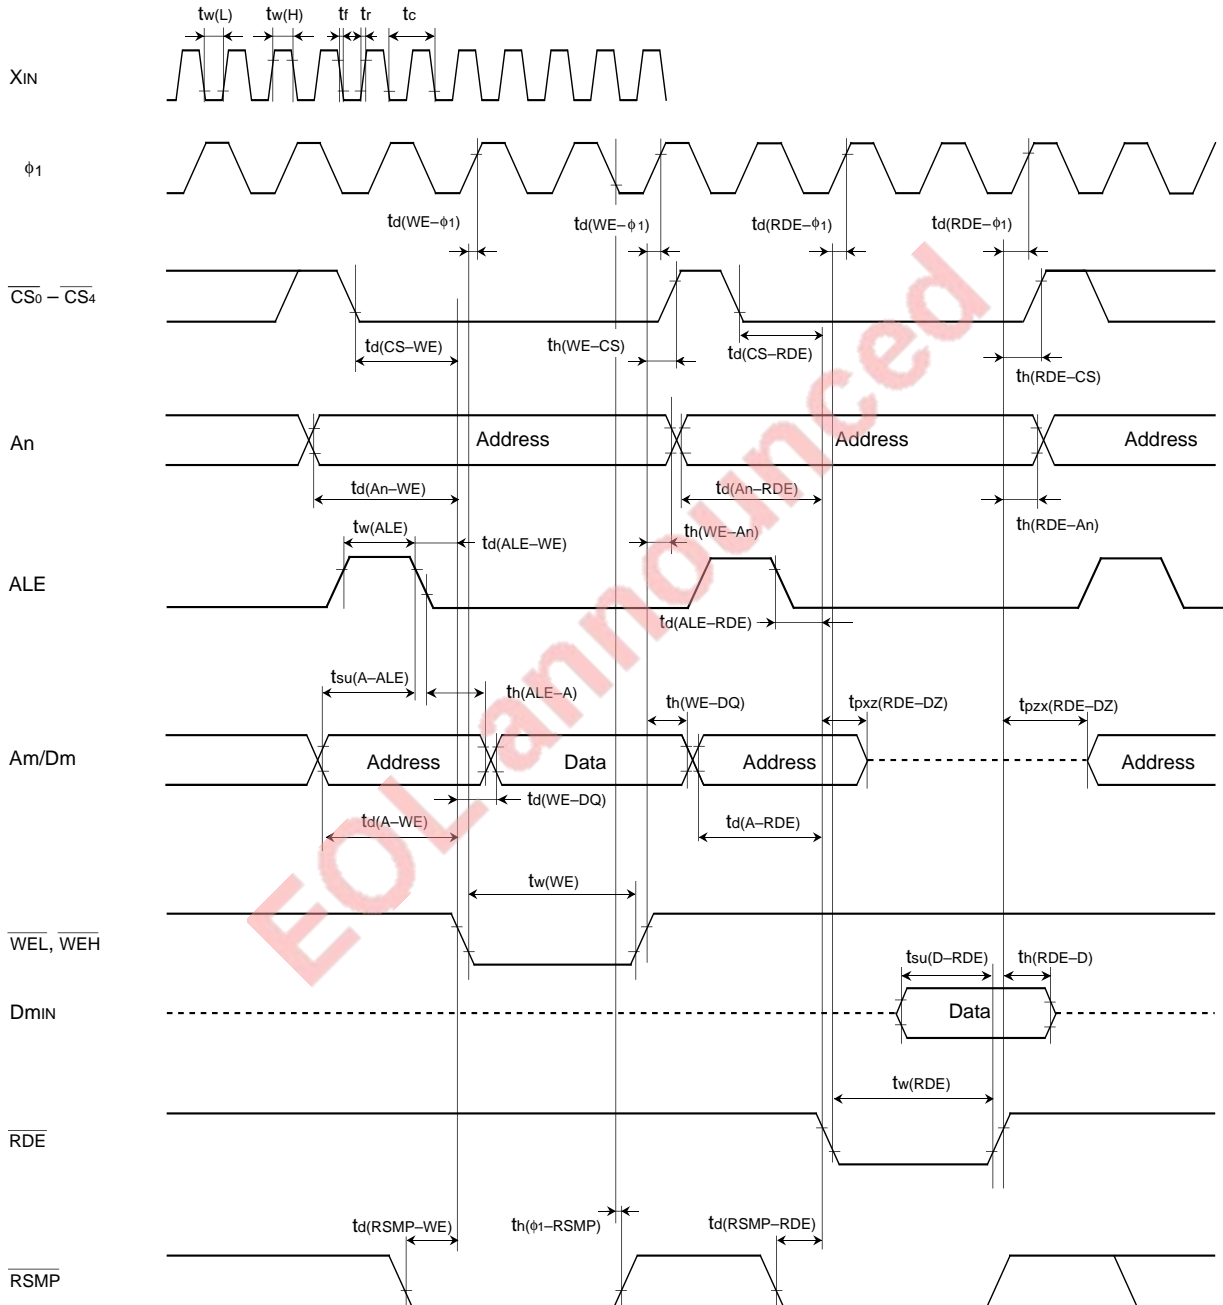 tw(L) tw(H) tf tr tc
XIN
ϕ1
td(WE–ϕ1) td(WE–ϕ1) td(RDE–ϕ1) td(RDE–ϕ1)
CS0 – CS4
td(CS–WE) th(WE–CS) td(CS–RDE) th(RDE–CS)
An Address Address Address
td(An–WE) td(An–RDE)
tw(ALE) td(ALE–WE) th(WE–An) th(RDE–An)
ALE
td(ALE–RDE)
tsu(A–ALE) th(ALE–A) th(WE–DQ) tpxz(RDE–DZ) tpzx(RDE–DZ)
Am/Dm Address Data Address Address
td(WE–DQ)
td(A–WE) td(A–RDE)
tw(WE)
WEL, WEH
tsu(D–RDE) th(RDE–D)
DmIN Data
tw(RDE)
RDE
td(RSMP–WE) th(ϕ1–RSMP) td(RSMP–RDE)
RSMP
EOL announced